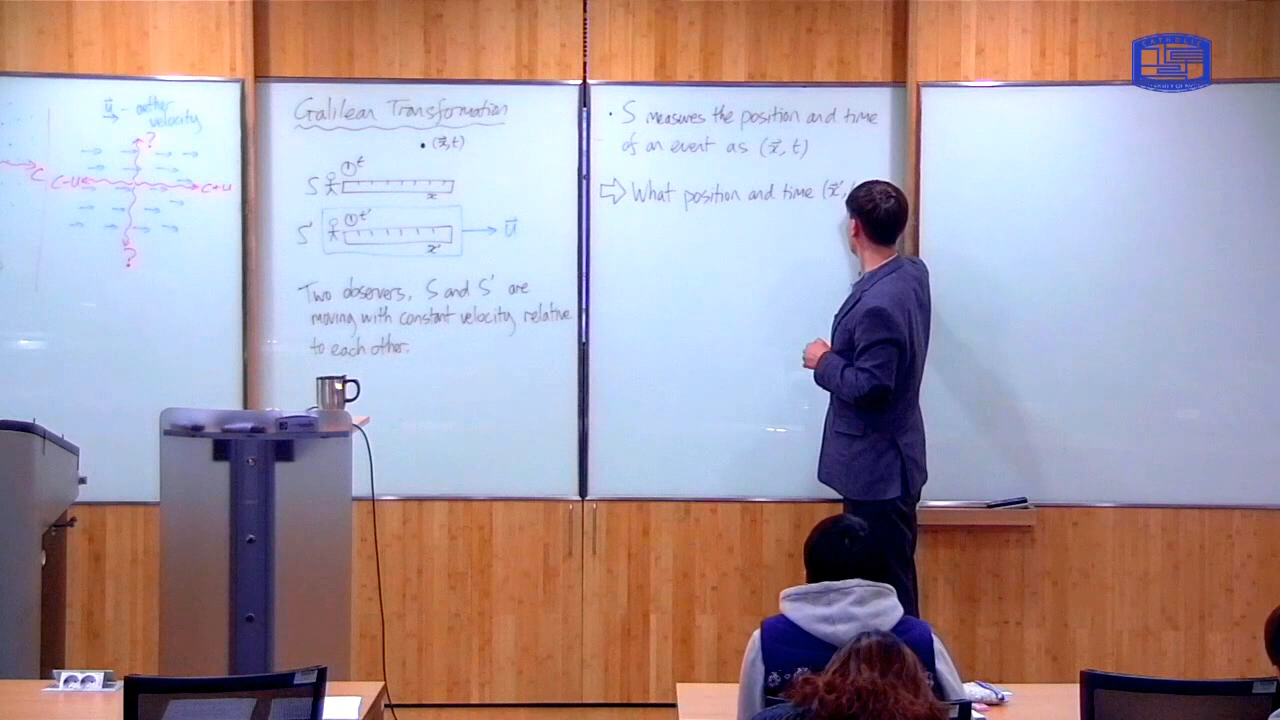 u⃗ - aether
velocity
?
C
C-u
C+u
?
Galilean Transformation
(x⃗,t)
t
S
x
t'
S'
u⃗
x'
Two observers, S and S' are
moving with constant velocity relative
to each other.
• S measures the position and time
of an event as (x⃗, t)
⇨ What position and time (x⃗',